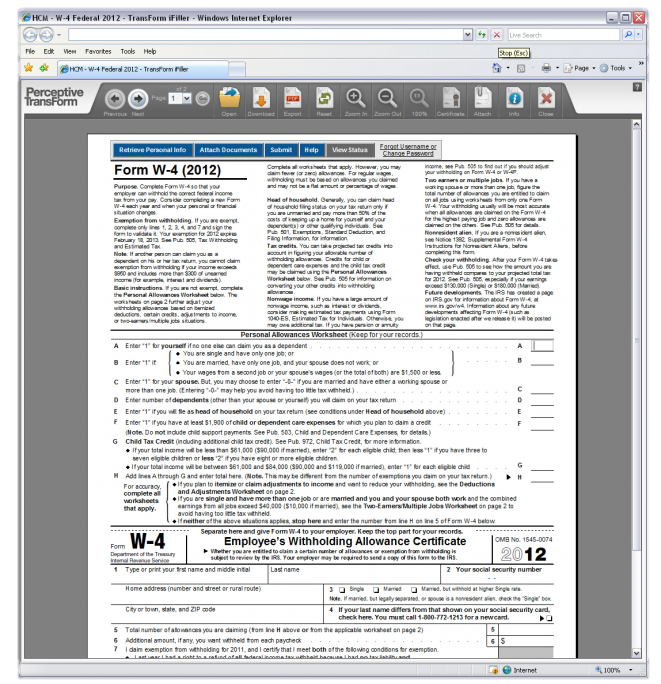 HCM - W-4 Federal 2012 - TransForm iFiller - Windows Internet Explorer
Live Search
File Edit View Favorites Tools Help
Stop (Esc)
HCM - W-4 Federal 2012 - TransForm iFiller
Page Tools
Perceptive
TransForm
of 2
Page 1
Previous Next Open Download Export Reset Zoom In Zoom Out 100% Certificate Attach Info Close
Retrieve Personal Info Attach Documents Submit Help View Status Forgot Username or
Change Password
Form W-4 (2012)
Purpose. Complete Form W-4 so that your
employer can withhold the correct federal income
tax from your pay. Consider completing a new Form
W-4 each year and when your personal or financial
situation changes.
Exemption from withholding. If you are exempt,
complete only lines 1, 2, 3, 4, and 7 and sign the
form to validate it. Your exemption for 2012 expires
February 18, 2013. See Pub. 505, Tax Withholding
and Estimated Tax.
Note. If another person can claim you as a
dependent on his or her tax return, you cannot claim
exemption from withholding if your income exceeds
$950 and includes more than $300 of unearned
income (for example, interest and dividends).
Basic instructions. If you are not exempt, complete
the Personal Allowances Worksheet below. The
worksheets on page 2 further adjust your
withholding allowances based on itemized
deductions, certain credits, adjustments to income,
or two-earners/multiple jobs situations.
Complete all worksheets that apply. However, you may
claim fewer (or zero) allowances. For regular wages,
withholding must be based on allowances you claimed
and may not be a flat amount or percentage of wages.
Head of household. Generally, you can claim head
of household filing status on your tax return only if
you are unmarried and pay more than 50% of the
costs of keeping up a home for yourself and your
dependent(s) or other qualifying individuals. See
Pub. 501, Exemptions, Standard Deduction, and
Filing Information, for information.
Tax credits. You can take projected tax credits into
account in figuring your allowable number of
withholding allowances. Credits for child or
dependent care expenses and the child tax credit
may be claimed using the Personal Allowances
Worksheet below. See Pub. 505 for information on
converting your other credits into withholding
allowances.
Nonwage income. If you have a large amount of
nonwage income, such as interest or dividends,
consider making estimated tax payments using Form
1040-ES, Estimated Tax for Individuals. Otherwise, you
may owe additional tax. If you have pension or annuity
income, see Pub. 505 to find out if you should adjust
your withholding on Form W-4 or W-4P.
Two earners or multiple jobs. If you have a
working spouse or more than one job, figure the
total number of allowances you are entitled to claim
on all jobs using worksheets from only one Form
W-4. Your withholding usually will be most accurate
when all allowances are claimed on the Form W-4
for the highest paying job and zero allowances are
claimed on the others. See Pub. 505 for details.
Nonresident alien. If you are a nonresident alien,
see Notice 1392, Supplemental Form W-4
Instructions for Nonresident Aliens, before
completing this form.
Check your withholding. After your Form W-4 takes
effect, use Pub. 505 to see how the amount you are
having withheld compares to your projected total tax
for 2012. See Pub. 505, especially if your earnings
exceed $130,000 (Single) or $180,000 (Married).
Future developments. The IRS has created a page
on IRS.gov for information about Form W-4, at
www.irs.gov/w4. Information about any future
developments affecting Form W-4 (such as
legislation enacted after we release it) will be posted
on that page.
Personal Allowances Worksheet (Keep for your records.)
A Enter "1" for yourself if no one else can claim you as a dependent A
B Enter "1" if: { • You are single and have only one job; or
• You are married, have only one job, and your spouse does not work; or
• Your wages from a second job or your spouse's wages (or the total of both) are $1,500 or less. } B
C Enter "1" for your spouse. But, you may choose to enter "-0-" if you are married and have either a working spouse or
more than one job. (Entering "-0-" may help you avoid having too little tax withheld.) C
D Enter number of dependents (other than your spouse or yourself) you will claim on your tax return D
E Enter "1" if you will file as head of household on your tax return (see conditions under Head of household above) E
F Enter "1" if you have at least $1,900 of child or dependent care expenses for which you plan to claim a credit F
(Note. Do not include child support payments. See Pub. 503, Child and Dependent Care Expenses, for details.)
G Child Tax Credit (including additional child tax credit). See Pub. 972, Child Tax Credit, for more information.
• If your total income will be less than $61,000 ($90,000 if married), enter "2" for each eligible child; then less "1" if you have three to
seven eligible children or less "2" if you have eight or more eligible children.
• If your total income will be between $61,000 and $84,000 ($90,000 and $119,000 if married), enter "1" for each eligible child G
H Add lines A through G and enter total here. (Note. This may be different from the number of exemptions you claim on your tax return.) ▶ H
For accuracy,
complete all
worksheets
that apply.
• If you plan to itemize or claim adjustments to income and want to reduce your withholding, see the Deductions
and Adjustments Worksheet on page 2.
• If you are single and have more than one job or are married and you and your spouse both work and the combined
earnings from all jobs exceed $40,000 ($10,000 if married), see the Two-Earners/Multiple Jobs Worksheet on page 2 to
avoid having too little tax withheld.
• If neither of the above situations applies, stop here and enter the number from line H on line 5 of Form W-4 below.
Separate here and give Form W-4 to your employer. Keep the top part for your records.
Form W-4
Department of the Treasury
Internal Revenue Service
Employee's Withholding Allowance Certificate
▶ Whether you are entitled to claim a certain number of allowances or exemption from withholding is
subject to review by the IRS. Your employer may be required to send a copy of this form to the IRS.
OMB No. 1545-0074
2012
1 Type or print your first name and middle initial Last name 2 Your social security number
- -
Home address (number and street or rural route)
3 Single Married Married, but withhold at higher Single rate.
Note. If married, but legally separated, or spouse is a nonresident alien, check the "Single" box.
City or town, state, and ZIP code
4 If your last name differs from that shown on your social security card,
check here. You must call 1-800-772-1213 for a new card. ▶
5 Total number of allowances you are claiming (from line H above or from the applicable worksheet on page 2) 5
6 Additional amount, if any, you want withheld from each paycheck 6 $
7 I claim exemption from withholding for 2011, and I certify that I meet both of the following conditions for exemption.
• Last year I had a right to a refund of all federal income tax withheld because I had no tax liability and
Internet 100%